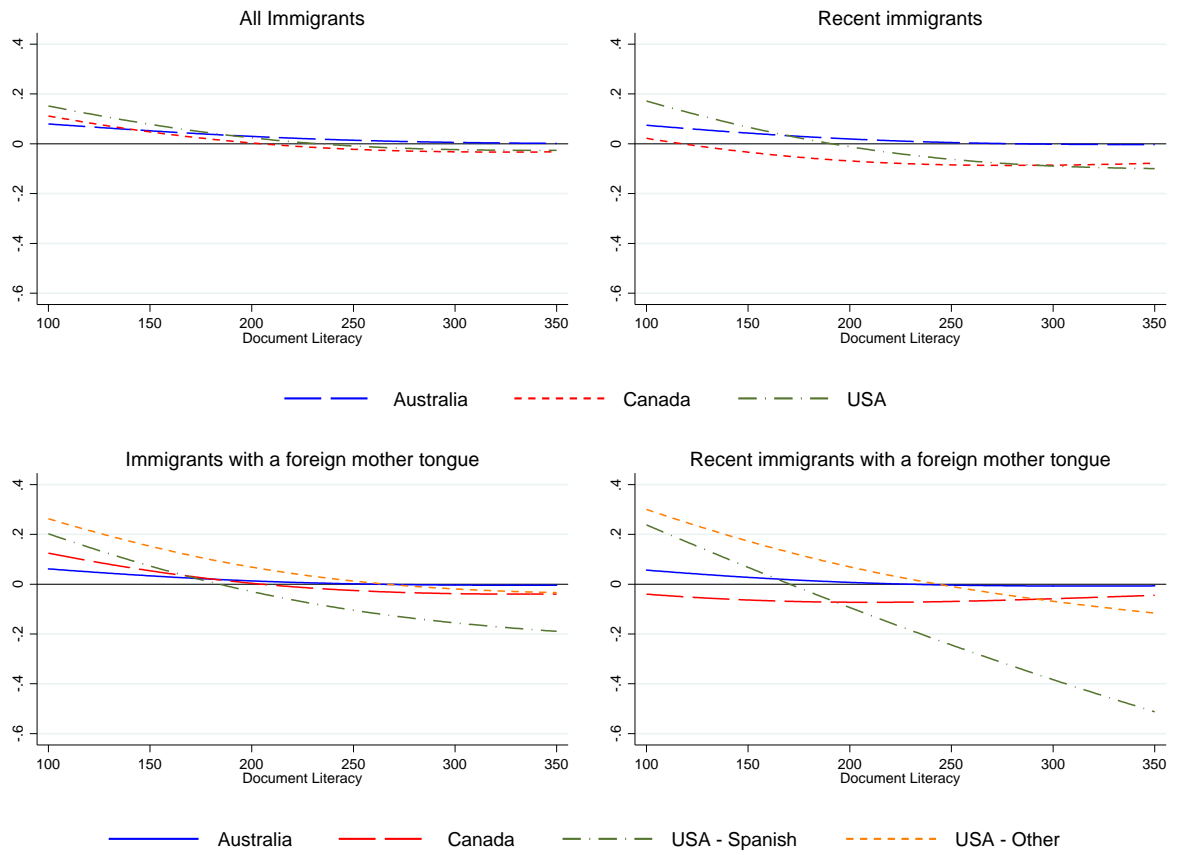 All Immigrants
.4
.2
0
-.2
-.4
-.6
100 150 200 250 300 350
Document Literacy
Recent immigrants
.4
.2
0
-.2
-.4
-.6
100 150 200 250 300 350
Document Literacy
Australia Canada USA
Immigrants with a foreign mother tongue
.4
.2
0
-.2
-.4
-.6
100 150 200 250 300 350
Document Literacy
Recent immigrants with a foreign mother tongue
.4
.2
0
-.2
-.4
-.6
100 150 200 250 300 350
Document Literacy
Australia Canada USA - Spanish USA - Other